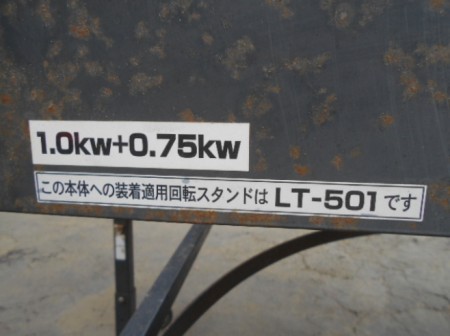 1.0kw+0.75kw
この本体への装着適用回転スタンドは LT-501 です